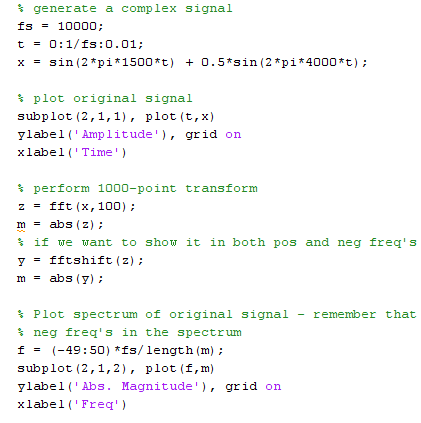 % generate a complex signal
fs = 10000;
t = 0:1/fs:0.01;
x = sin(2*pi*1500*t) + 0.5*sin(2*pi*4000*t);
% plot original signal
subplot(2,1,1), plot(t,x)
ylabel('Amplitude'), grid on
xlabel('Time')
% perform 1000-point transform
z = fft(x,100);
m = abs(z);
% if we want to show it in both pos and neg freq's
y = fftshift(z);
m = abs(y);
% Plot spectrum of original signal - remember that
% neg freq's in the spectrum
f = (-49:50)*fs/length(m);
subplot(2,1,2), plot(f,m)
ylabel('Abs. Magnitude'), grid on
xlabel('Freq')